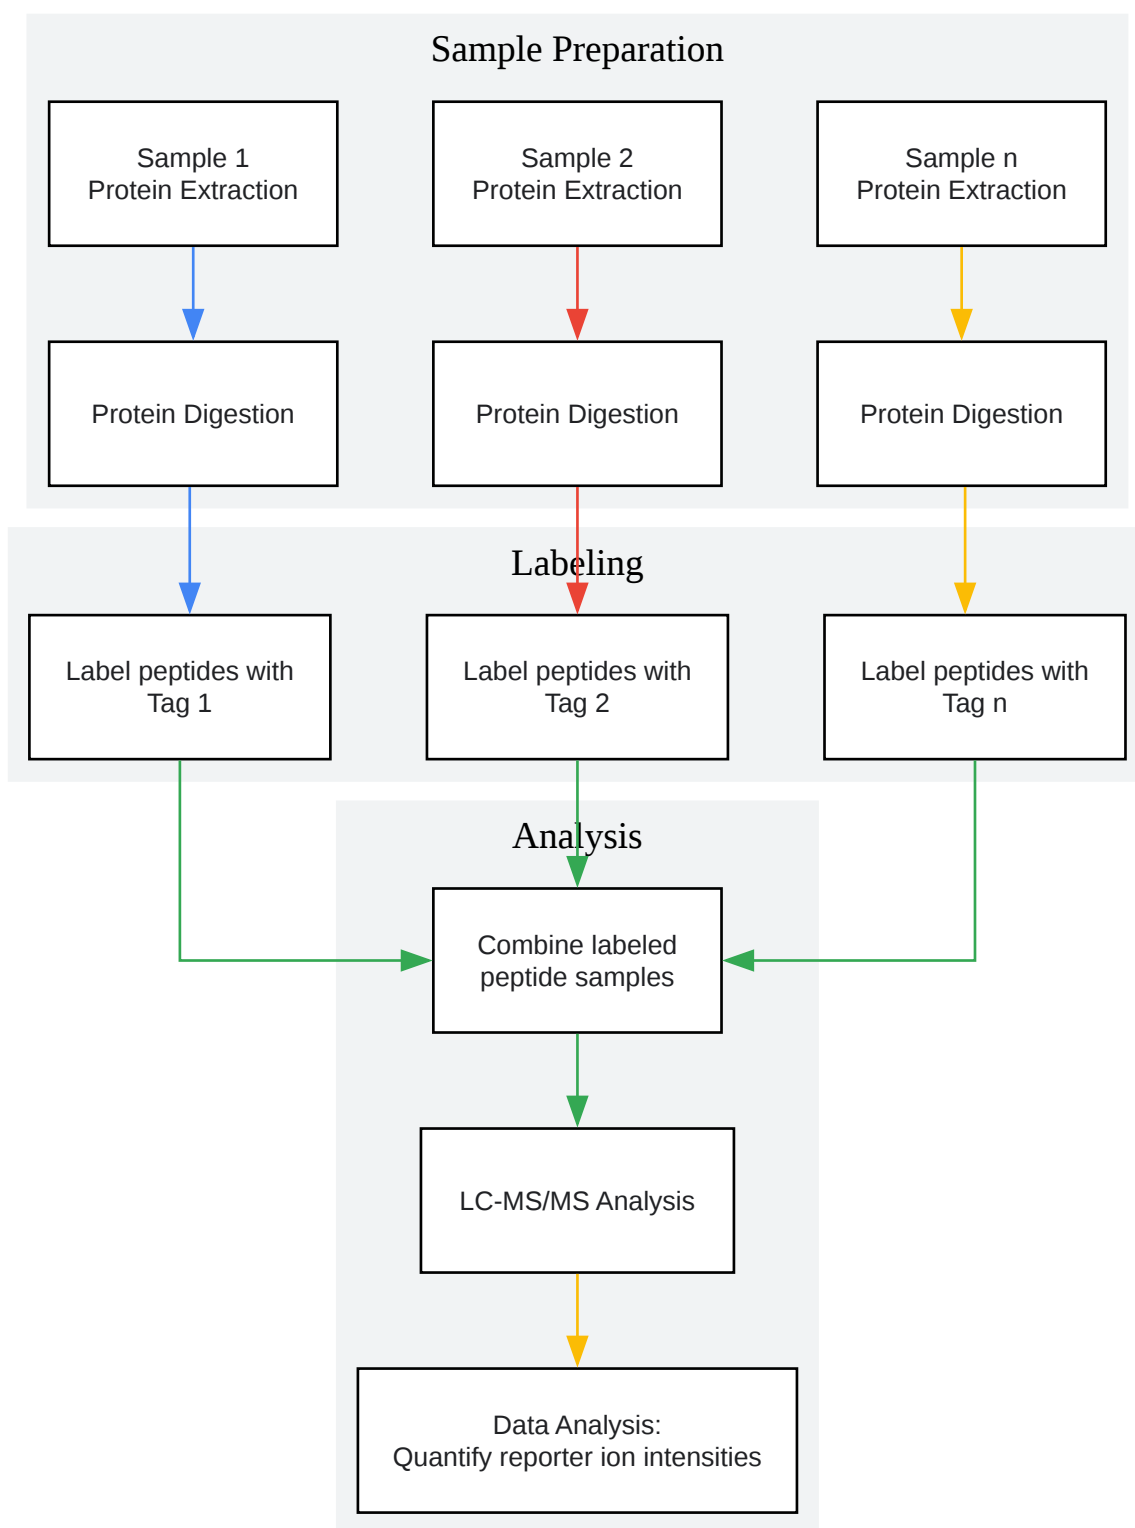 Sample Preparation
Sample 1
Protein Extraction
Sample 2
Protein Extraction
Sample n
Protein Extraction
Protein Digestion
Protein Digestion
Protein Digestion
Labeling
Label peptides with
Tag 1
Label peptides with
Tag 2
Label peptides with
Tag n
Analysis
Combine labeled
peptide samples
LC-MS/MS Analysis
Data Analysis:
Quantify reporter ion intensities